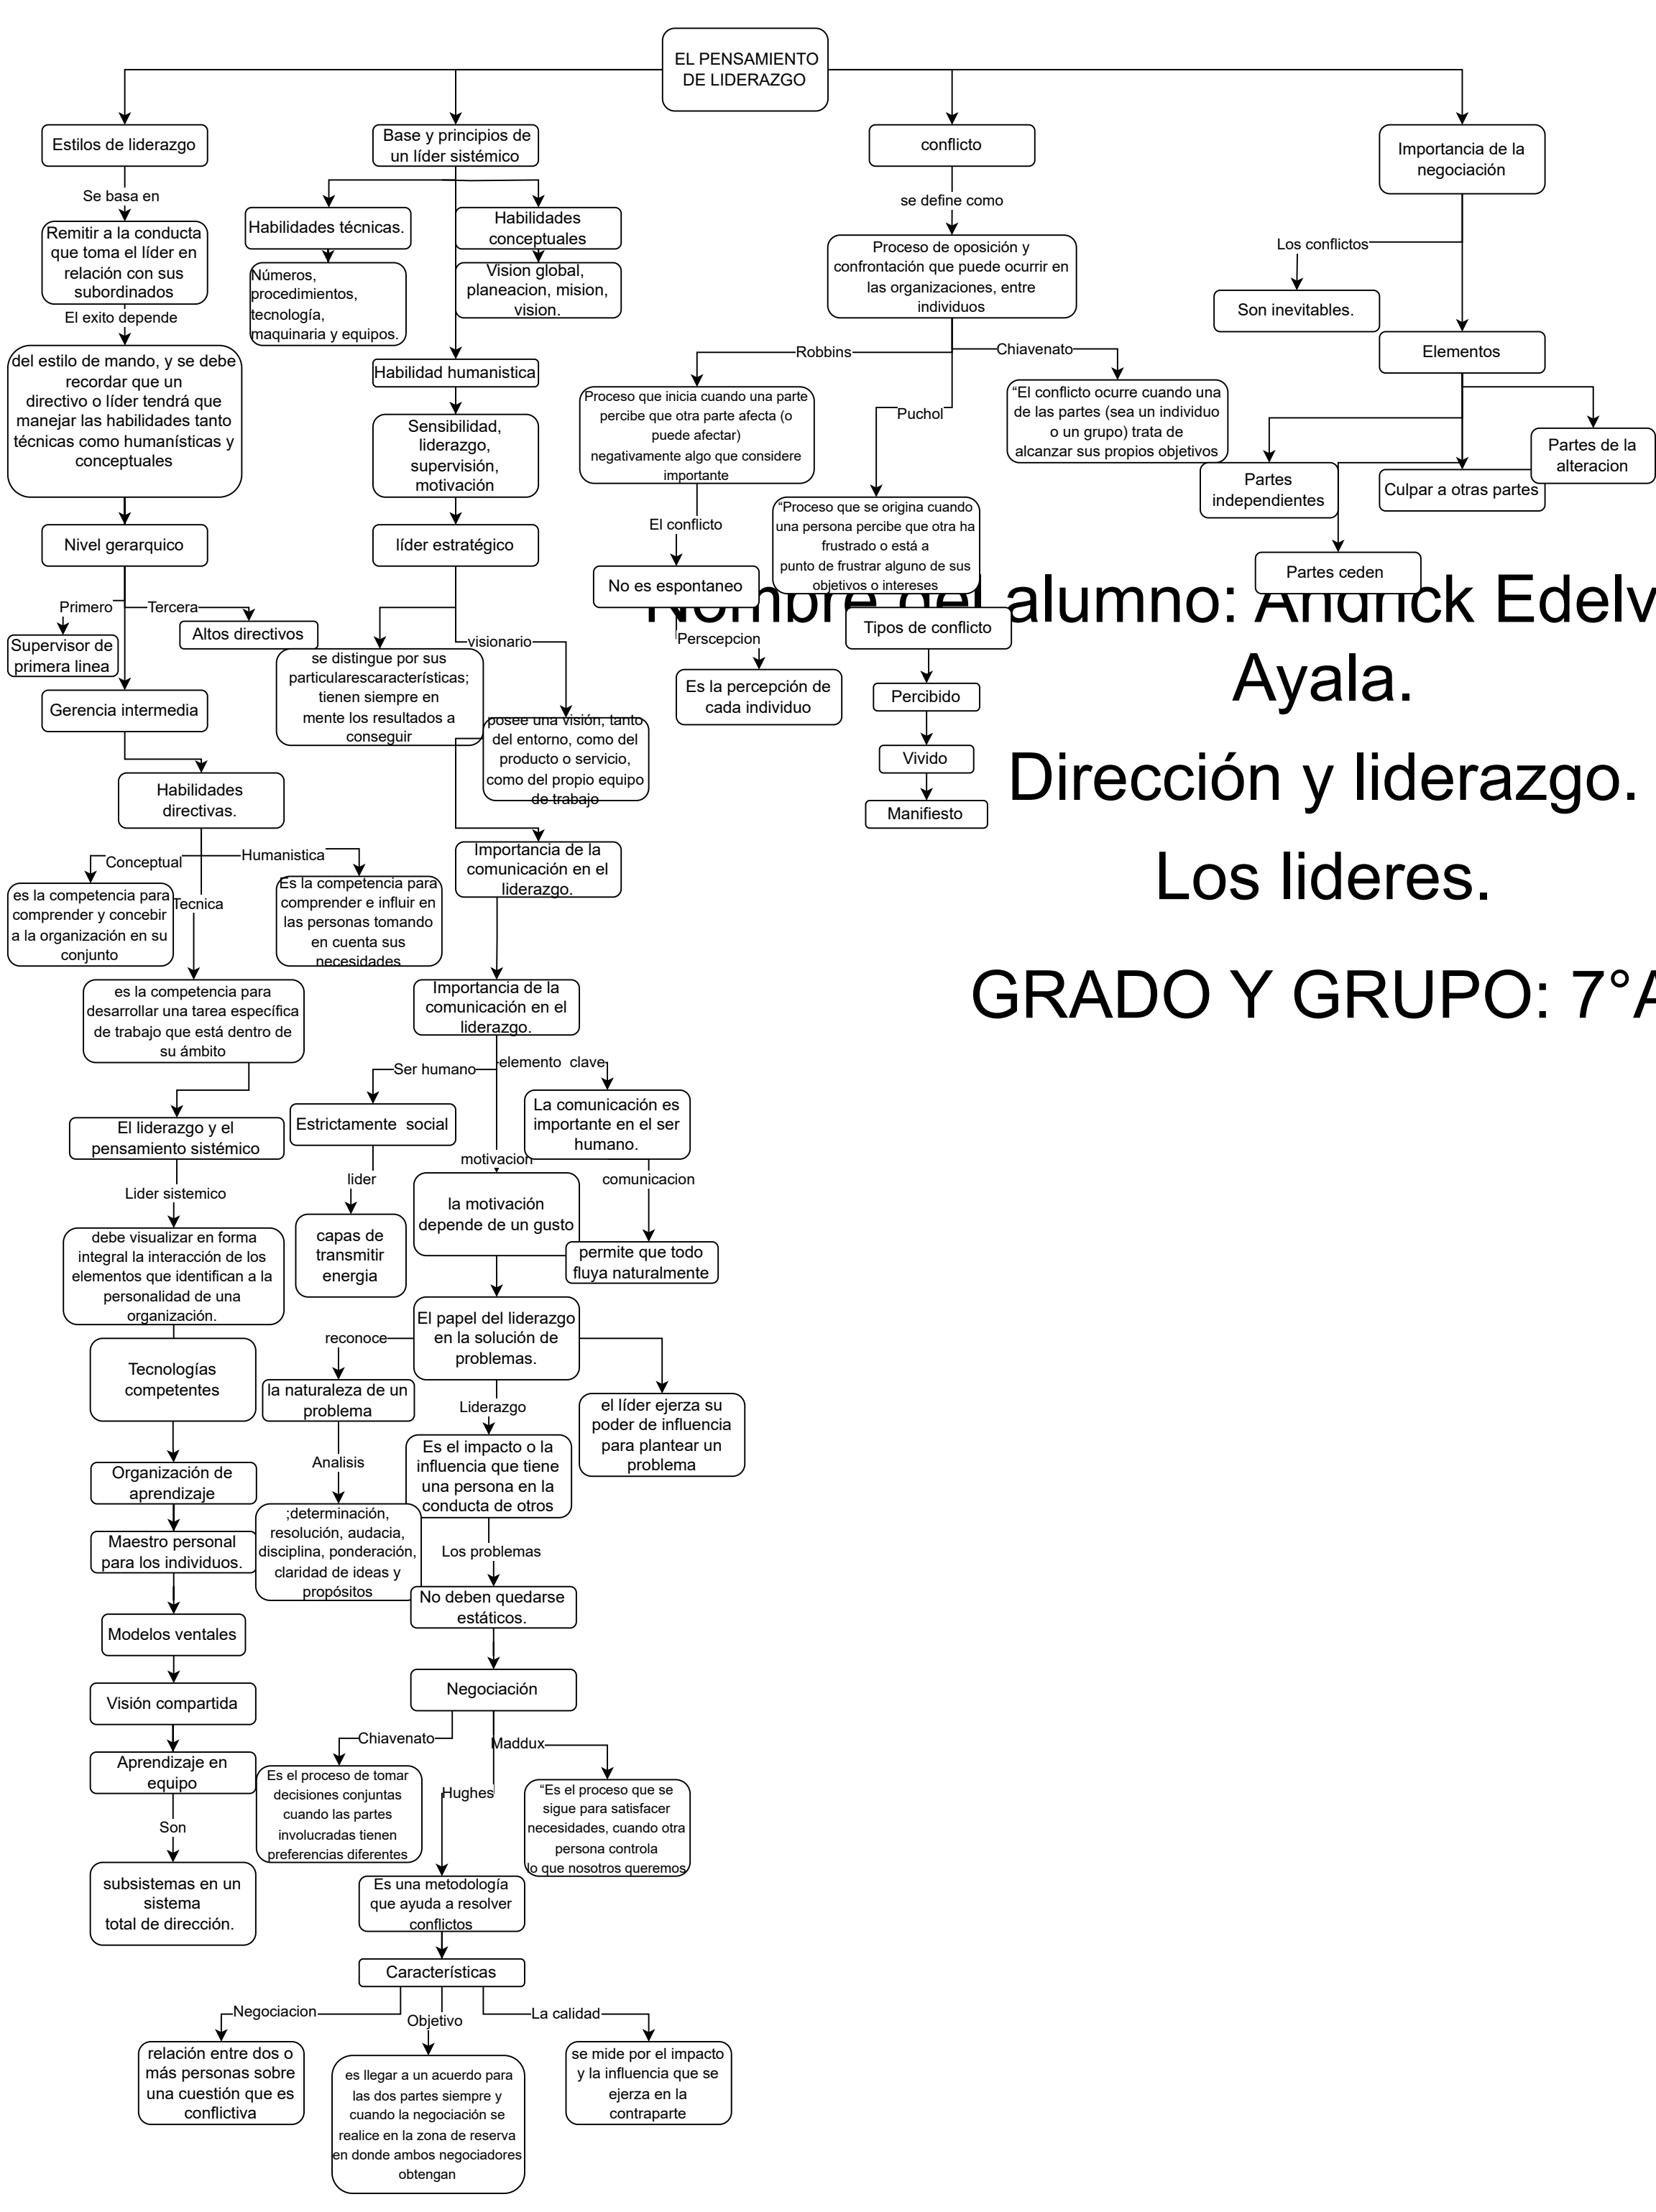 EL PENSAMIENTO
DE LIDERAZGO
Estilos de liderazgo
Se basa en
Remitir a la conducta
que toma el líder en
relación con sus
subordinados
El exito depende
del estilo de mando, y se debe
recordar que un
directivo o líder tendrá que
manejar las habilidades tanto
técnicas como humanísticas y
conceptuales
Nivel gerarquico
Primero
Tercera
Supervisor de
primera linea
Altos directivos
Gerencia intermedia
Habilidades
directivas.
Conceptual
Humanistica
Tecnica
es la competencia para
comprender y concebir
a la organización en su
conjunto
Es la competencia para
comprender e influir en
las personas tomando
en cuenta sus
necesidades
es la competencia para
desarrollar una tarea específica
de trabajo que está dentro de
su ámbito
El liderazgo y el
pensamiento sistémico
Lider sistemico
debe visualizar en forma
integral la interacción de los
elementos que identifican a la
personalidad de una
organización.
Tecnologías
competentes
Organización de
aprendizaje
Maestro personal
para los individuos.
Modelos ventales
Visión compartida
Aprendizaje en
equipo
Son
subsistemas en un
sistema
total de dirección.
Base y principios de
un líder sistémico
Habilidades técnicas.
Números,
procedimientos,
tecnología,
maquinaria y equipos.
Habilidades
conceptuales
Vision global,
planeacion, mision,
vision.
Habilidad humanistica
Sensibilidad,
liderazgo,
supervisión,
motivación
líder estratégico
visionario
se distingue por sus
particularescaracterísticas;
tienen siempre en
mente los resultados a
conseguir
posee una visión, tanto
del entorno, como del
producto o servicio,
como del propio equipo
de trabajo
Importancia de la
comunicación en el
liderazgo.
Importancia de la
comunicación en el
liderazgo.
Ser humano
elemento clave
motivacion
Estrictamente social
lider
capas de
transmitir
energia
La comunicación es
importante en el ser
humano.
comunicacion
permite que todo
fluya naturalmente
la motivación
depende de un gusto
El papel del liderazgo
en la solución de
problemas.
reconoce
la naturaleza de un
problema
Analisis
;determinación,
resolución, audacia,
disciplina, ponderación,
claridad de ideas y
propósitos
Liderazgo
Es el impacto o la
influencia que tiene
una persona en la
conducta de otros
el líder ejerza su
poder de influencia
para plantear un
problema
Los problemas
No deben quedarse
estáticos.
Negociación
Chiavenato
Maddux
Hughes
Es el proceso de tomar
decisiones conjuntas
cuando las partes
involucradas tienen
preferencias diferentes
“Es el proceso que se
sigue para satisfacer
necesidades, cuando otra
persona controla
lo que nosotros queremos
Es una metodología
que ayuda a resolver
conflictos
Características
Negociacion
Objetivo
La calidad
relación entre dos o
más personas sobre
una cuestión que es
conflictiva
es llegar a un acuerdo para
las dos partes siempre y
cuando la negociación se
realice en la zona de reserva
en donde ambos negociadores
obtengan
se mide por el impacto
y la influencia que se
ejerza en la
contraparte
conflicto
se define como
Proceso de oposición y
confrontación que puede ocurrir en
las organizaciones, entre
individuos
Robbins
Puchol
Chiavenato
Proceso que inicia cuando una parte
percibe que otra parte afecta (o
puede afectar)
negativamente algo que considere
importante
El conflicto
No es espontaneo
Perscepcion
Es la percepción de
cada individuo
“Proceso que se origina cuando
una persona percibe que otra ha
frustrado o está a
punto de frustrar alguno de sus
objetivos o intereses
“El conflicto ocurre cuando una
de las partes (sea un individuo
o un grupo) trata de
alcanzar sus propios objetivos
Tipos de conflicto
Percibido
Vivido
Manifiesto
Importancia de la
negociación
Los conflictos
Son inevitables.
Elementos
Partes
independientes
Culpar a otras partes
Partes de la
alteracion
Partes ceden
Nombre del alumno: Andrick Edelv
Ayala.
Dirección y liderazgo.
Los lideres.
GRADO Y GRUPO: 7°A